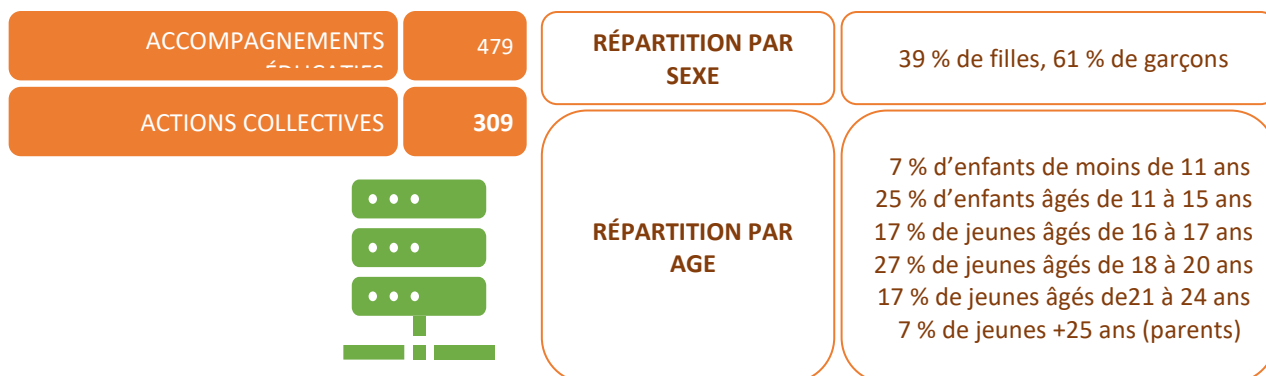 ACCOMPAGNEMENTS
479
ACTIONS COLLECTIVES
309
RÉPARTITION PAR
SEXE
39 % de filles, 61 % de garçons
RÉPARTITION PAR
AGE
7 % d’enfants de moins de 11 ans
25 % d’enfants âgés de 11 à 15 ans
17 % de jeunes âgés de 16 à 17 ans
27 % de jeunes âgés de 18 à 20 ans
17 % de jeunes âgés de21 à 24 ans
7 % de jeunes +25 ans (parents)